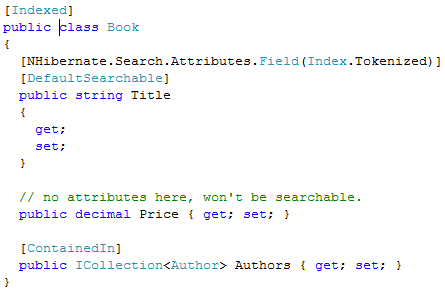 [Indexed]
public class Book
{
  [NHibernate.Search.Attributes.Field(Index.Tokenized)]
  [DefaultSearchable]
  public string Title
  {
    get;
    set;
  }
  // no attributes here, won't be searchable.
  public decimal Price { get; set; }
  [ContainedIn]
  public ICollection<Author> Authors { get; set; }
}